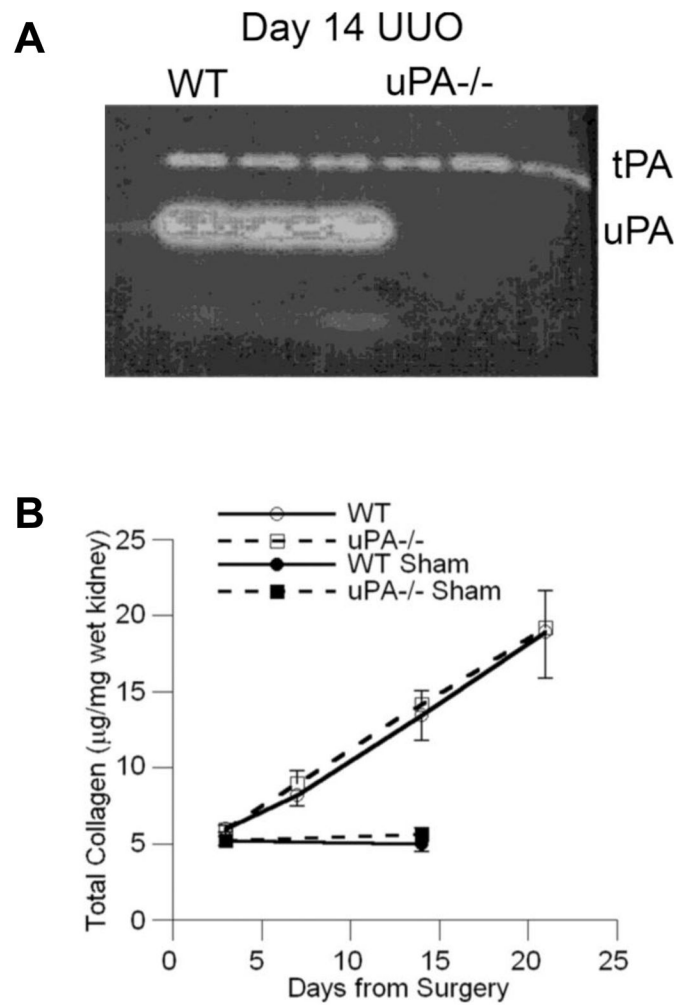 A
Day 14 UUO
WT uPA-/-
tPA
uPA
B
WT
uPA-/-
WT Sham
uPA-/- Sham
Total Collagen (μg/mg wet kidney)
25
20
15
10
5
0
0 5 10 15 20 25
Days from Surgery